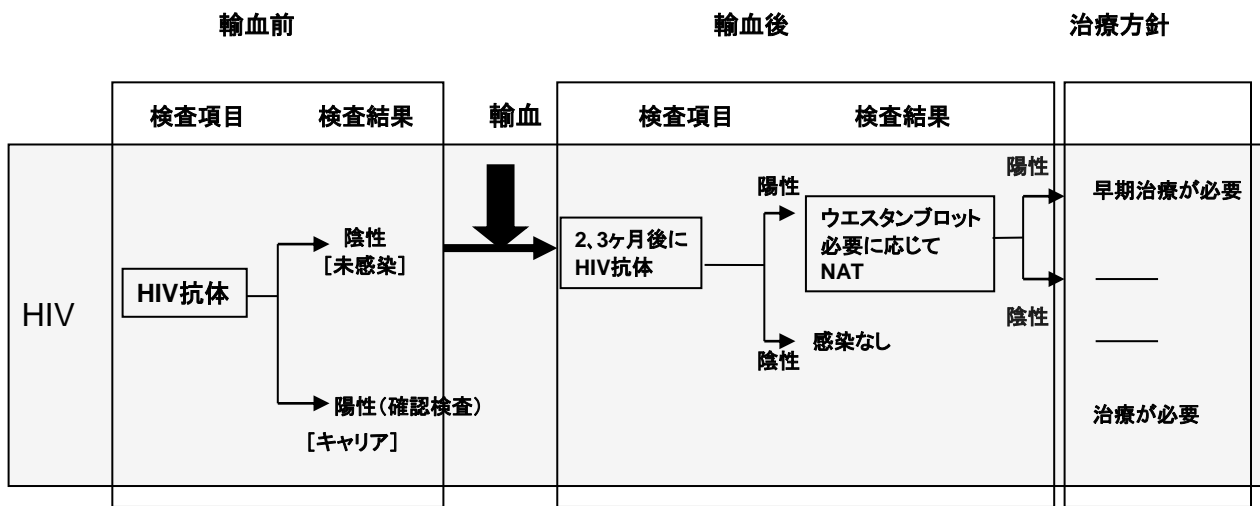 輸血前
輸血後
治療方針
検査項目
検査結果
輸血
検査項目
検査結果
HIV
HIV抗体
陰性
[未感染]
陽性(確認検査)
[キャリア]
2、3ヶ月後に
HIV抗体
陽性
ウエスタンブロット
必要に応じて
NAT
陰性
感染なし
陽性
早期治療が必要
陰性
治療が必要